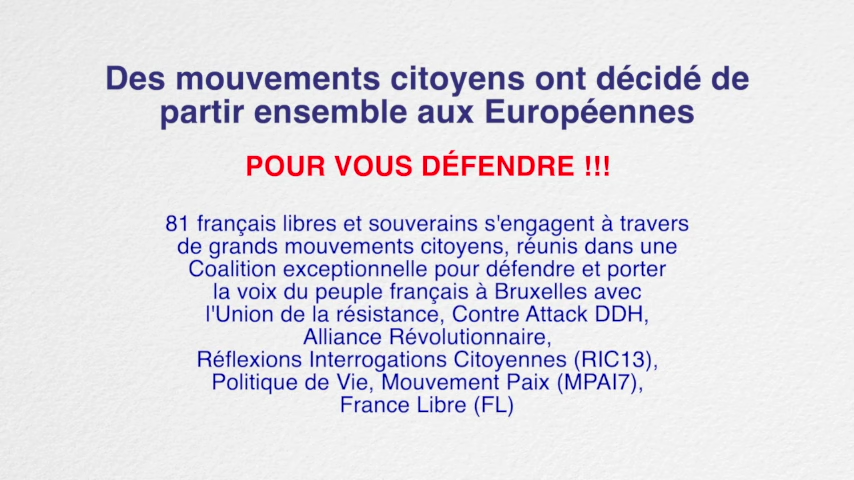 Des mouvements citoyens ont décidé de
partir ensemble aux Européennes
POUR VOUS DÉFENDRE !!!
81 français libres et souverains s'engagent à travers
de grands mouvements citoyens, réunis dans une
Coalition exceptionnelle pour défendre et porter
la voix du peuple français à Bruxelles avec
l'Union de la résistance, Contre Attack DDH,
Alliance Révolutionnaire,
Réflexions Interrogations Citoyennes (RIC13),
Politique de Vie, Mouvement Paix (MPAI7),
France Libre (FL)